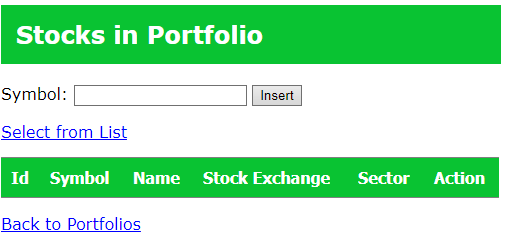 Stocks in Portfolio
Symbol: Insert
Select from List
Id Symbol Name Stock Exchange Sector Action
Back to Portfolios